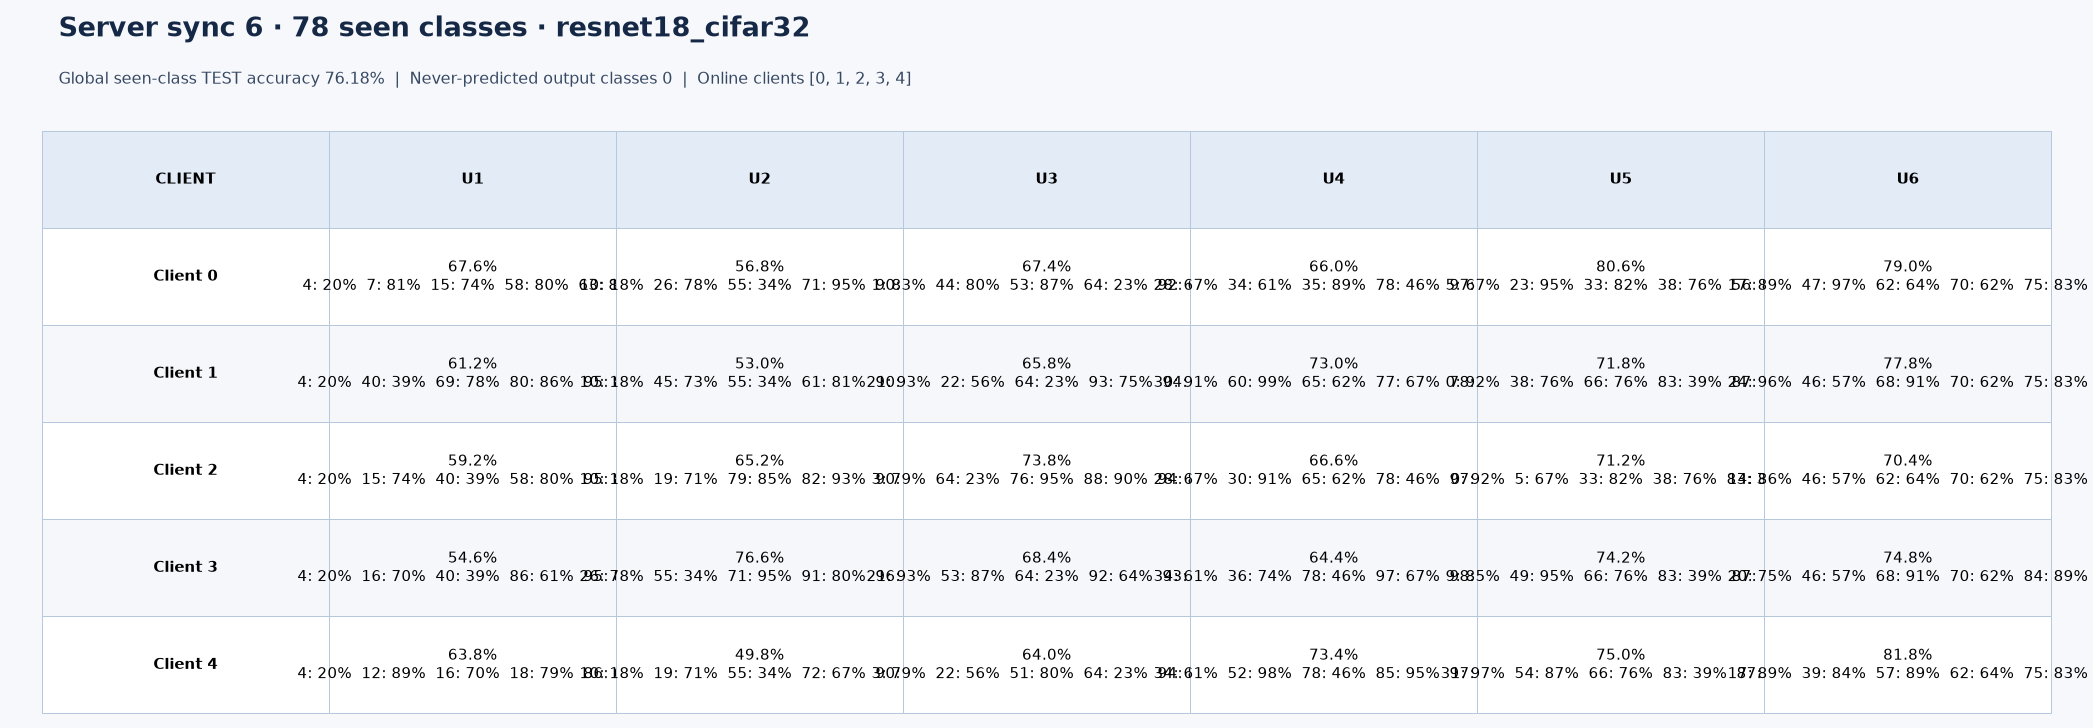 Server sync 6 · 78 seen classes · resnet18_cifar32
Global seen-class TEST accuracy 76.18% | Never-predicted output classes 0 | Online clients [0, 1, 2, 3, 4]
CLIENT U1 U2 U3 U4 U5 U6
Client 0 67.6% 56.8% 67.4% 66.0% 80.6% 79.0%
4: 20% 7: 81% 15: 74% 58: 80% 26: 78% 55: 34% 71: 95% 44: 80% 53: 87% 64: 23% 34: 61% 35: 89% 78: 46% 23: 95% 33: 82% 38: 76% 47: 97% 62: 64% 70: 62% 75: 83%
Client 1 61.2% 53.0% 65.8% 73.0% 71.8% 77.8%
4: 20% 40: 39% 69: 78% 80: 86% 45: 73% 55: 34% 61: 81% 22: 56% 64: 23% 93: 75% 60: 99% 65: 62% 77: 67% 38: 76% 66: 76% 83: 39% 46: 57% 68: 91% 70: 62% 75: 83%
Client 2 59.2% 65.2% 73.8% 66.6% 71.2% 70.4%
4: 20% 15: 74% 40: 39% 58: 80% 19: 71% 79: 85% 82: 93% 64: 23% 76: 95% 88: 90% 30: 91% 65: 62% 78: 46% 5: 67% 33: 82% 38: 76% 46: 57% 62: 64% 70: 62% 75: 83%
Client 3 54.6% 76.6% 68.4% 64.4% 74.2% 74.8%
4: 20% 16: 70% 40: 39% 86: 61% 55: 34% 71: 95% 91: 80% 53: 87% 64: 23% 92: 64% 36: 74% 78: 46% 97: 67% 49: 95% 66: 76% 83: 39% 46: 57% 68: 91% 70: 62% 84: 89%
Client 4 63.8% 49.8% 64.0% 73.4% 75.0% 81.8%
4: 20% 12: 89% 16: 70% 18: 79% 19: 71% 55: 34% 72: 67% 22: 56% 51: 80% 64: 23% 52: 98% 78: 46% 85: 95% 54: 87% 66: 76% 83: 39% 39: 84% 57: 89% 62: 64% 75: 83%